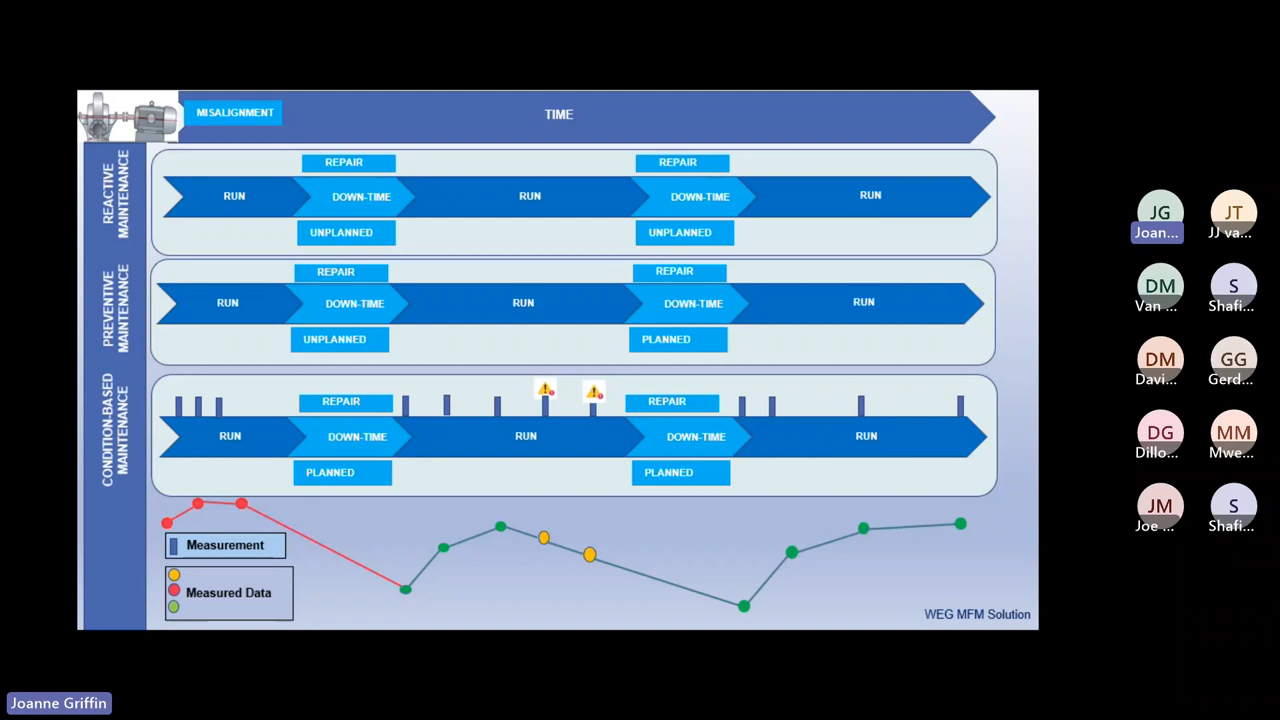 MISALIGNMENT
TIME
REACTIVE
MAINTENANCE
REPAIR
REPAIR
RUN
DOWN-TIME
RUN
DOWN-TIME
RUN
UNPLANNED
UNPLANNED
PREVENTIVE
MAINTENANCE
REPAIR
REPAIR
RUN
DOWN-TIME
RUN
DOWN-TIME
RUN
UNPLANNED
PLANNED
CONDITION-BASED
MAINTENANCE
REPAIR
REPAIR
RUN
DOWN-TIME
RUN
DOWN-TIME
RUN
PLANNED
PLANNED
Measurement
Measured Data
WEG MFM Solution
JG
Joan...
JT
JJ va...
DM
Van ...
S
Shafi...
DM
Davi...
GG
Gerd...
DG
Dillo...
MM
Mwe...
JM
Joe ...
S
Shafi...
Joanne Griffin